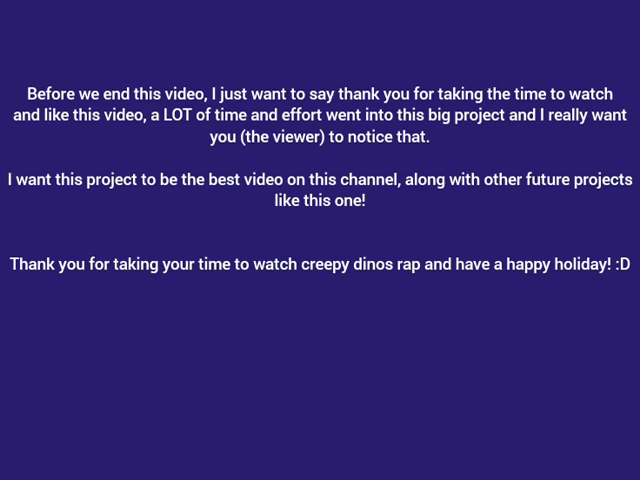 Before we end this video, I just want to say thank you for taking the time to watch
and like this video, a LOT of time and effort went into this big project and I really want
you (the viewer) to notice that.
I want this project to be the best video on this channel, along with other future projects
like this one!
Thank you for taking your time to watch creepy dinos rap and have a happy holiday! :D